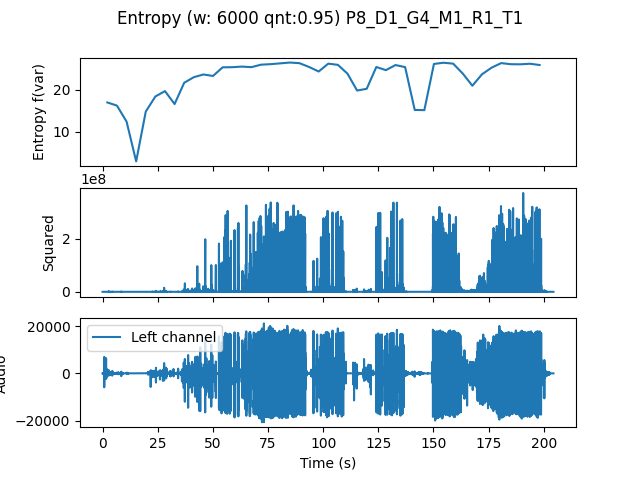 Entropy (w: 6000 qnt:0.95) P8_D1_G4_M1_R1_T1
Entropy f(var)
20
10
1e8
Squared
2
0
Audio
20000
0
−20000
Left channel
0 25 50 75 100 125 150 175 200
Time (s)